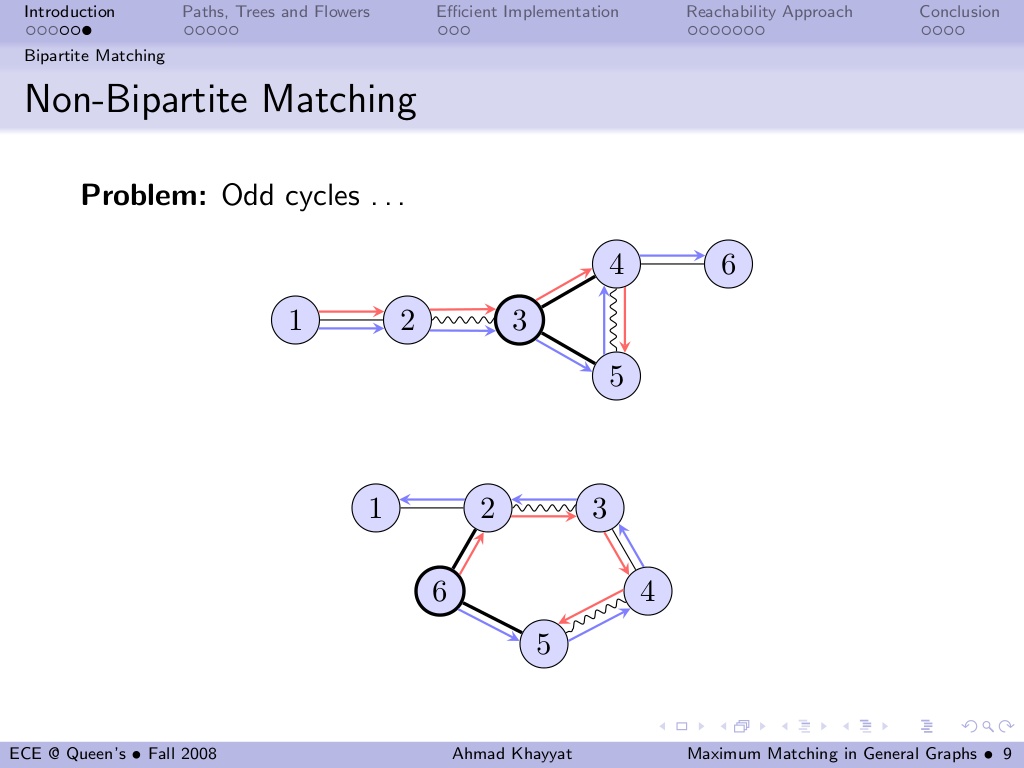 Introduction Paths, Trees and Flowers Efficient Implementation Reachability Approach Conclusion
Bipartite Matching
Non-Bipartite Matching
Problem: Odd cycles . . .
4 6
1 2 3
5
1 2 3
6 4
5
ECE @ Queen's • Fall 2008 Ahmad Khayyat Maximum Matching in General Graphs • 9